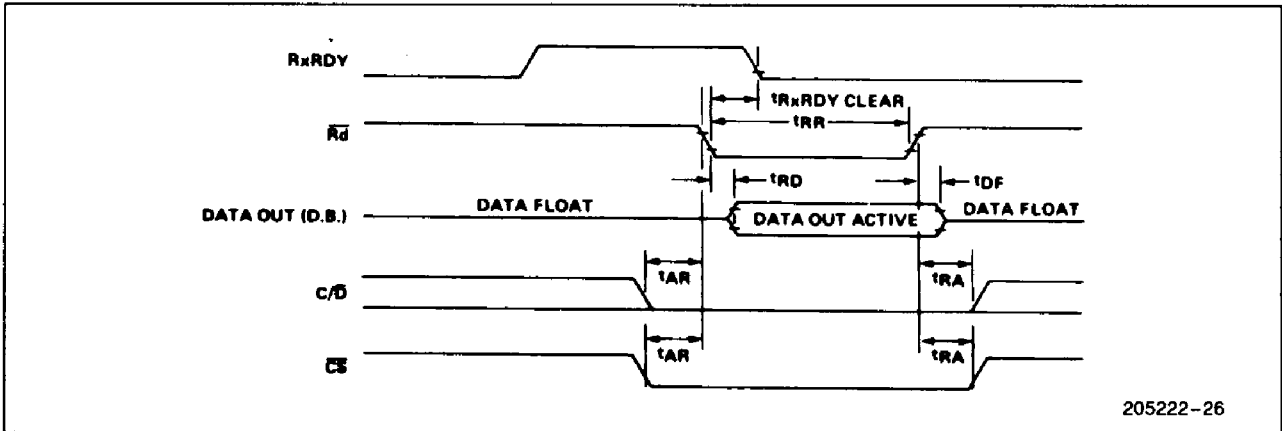 RxRDY
tRxRDY CLEAR
tRR
Rd
tRD
tDF
DATA OUT (D.B.)
DATA FLOAT
DATA OUT ACTIVE
DATA FLOAT
tAR
tRA
C/D
tAR
tRA
CS
205222-26